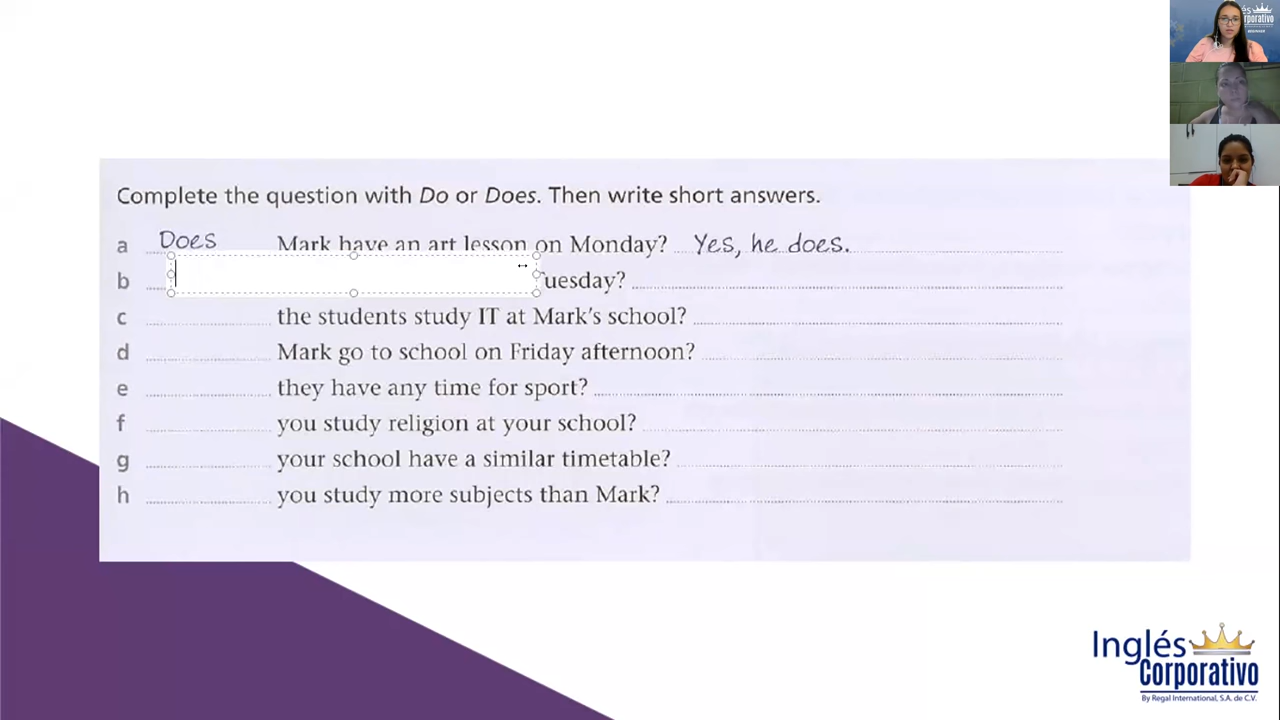 Complete the question with Do or Does. Then write short answers.
a Does Mark have an art lesson on Monday? Yes, he does.
b uesday?
c the students study IT at Mark's school?
d Mark go to school on Friday afternoon?
e they have any time for sport?
f you study religion at your school?
g your school have a similar timetable?
h you study more subjects than Mark?
Inglés
Corporativo
By Regal International, S.A. de C.V.
és
rporativo
BEGINNER